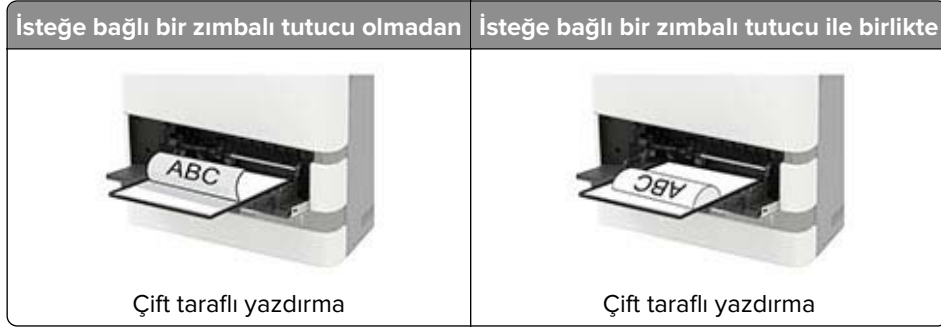 İsteğe bağlı bir zımbalı tutucu olmadan
İsteğe bağlı bir zımbalı tutucu ile birlikte
ABC
ABC
Çift taraflı yazdırma
Çift taraflı yazdırma